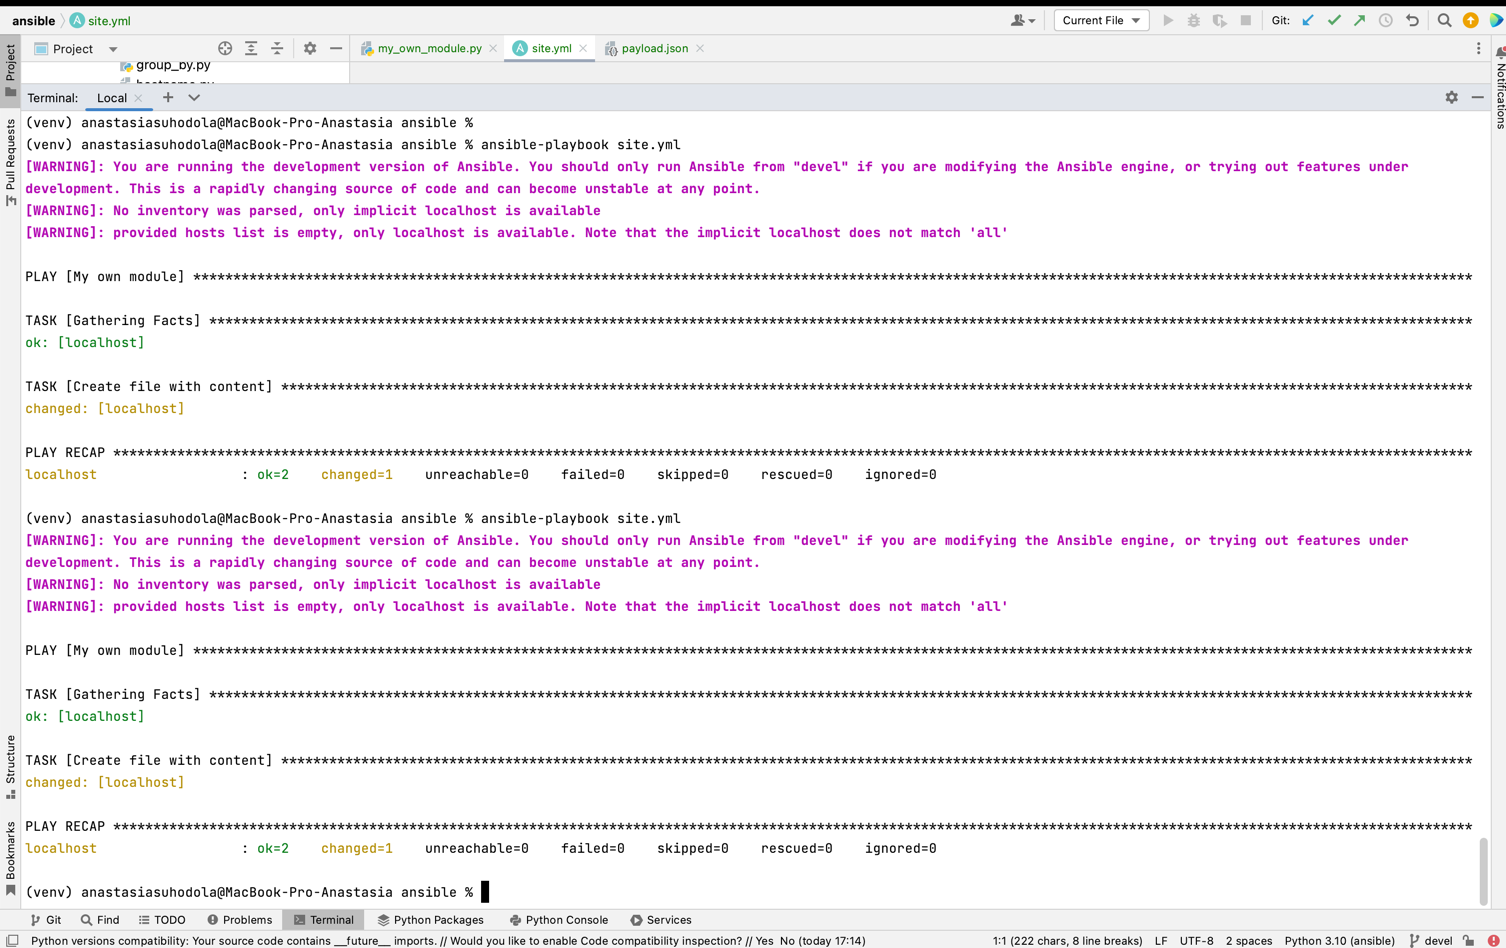 ansible site.yml Current File Git:
Project my_own_module.py site.yml payload.json
group_by.py
Terminal: Local
(venv) anastasiasuhodola@MacBook-Pro-Anastasia ansible %
(venv) anastasiasuhodola@MacBook-Pro-Anastasia ansible % ansible-playbook site.yml
[WARNING]: You are running the development version of Ansible. You should only run Ansible from "devel" if you are modifying the Ansible engine, or trying out features under
development. This is a rapidly changing source of code and can become unstable at any point.
[WARNING]: No inventory was parsed, only implicit localhost is available
[WARNING]: provided hosts list is empty, only localhost is available. Note that the implicit localhost does not match 'all'
PLAY [My own module] ****************************************************************************************************************************************************************
TASK [Gathering Facts] **************************************************************************************************************************************************************
ok: [localhost]
TASK [Create file with content] *****************************************************************************************************************************************************
changed: [localhost]
PLAY RECAP **************************************************************************************************************************************************************************
localhost : ok=2 changed=1 unreachable=0 failed=0 skipped=0 rescued=0 ignored=0
(venv) anastasiasuhodola@MacBook-Pro-Anastasia ansible % ansible-playbook site.yml
[WARNING]: You are running the development version of Ansible. You should only run Ansible from "devel" if you are modifying the Ansible engine, or trying out features under
development. This is a rapidly changing source of code and can become unstable at any point.
[WARNING]: No inventory was parsed, only implicit localhost is available
[WARNING]: provided hosts list is empty, only localhost is available. Note that the implicit localhost does not match 'all'
PLAY [My own module] ****************************************************************************************************************************************************************
TASK [Gathering Facts] **************************************************************************************************************************************************************
ok: [localhost]
TASK [Create file with content] *****************************************************************************************************************************************************
changed: [localhost]
PLAY RECAP **************************************************************************************************************************************************************************
localhost : ok=2 changed=1 unreachable=0 failed=0 skipped=0 rescued=0 ignored=0
(venv) anastasiasuhodola@MacBook-Pro-Anastasia ansible %
Project
Pull Requests
Structure
Bookmarks
Notifications
Git Find TODO Problems Terminal Python Packages Python Console Services
Python versions compatibility: Your source code contains __future__ imports. // Would you like to enable Code compatibility inspection? // Yes No (today 17:14) 1:1 (222 chars, 8 line breaks) LF UTF-8 2 spaces Python 3.10 (ansible) devel